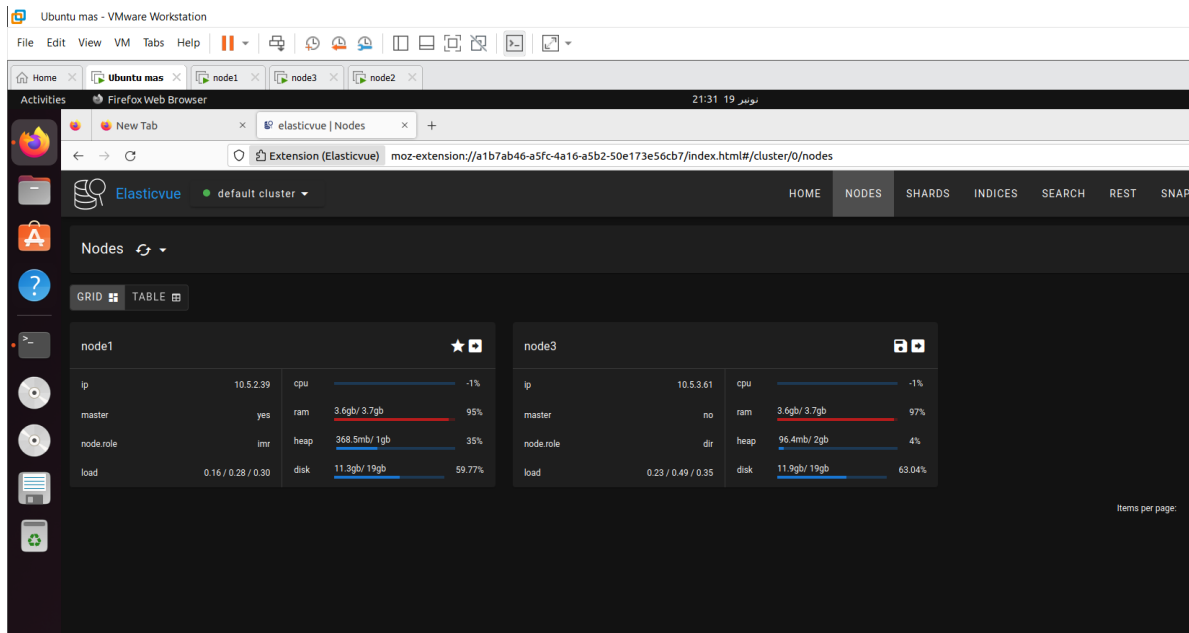 Ubuntu mas - VMware Workstation
File Edit View VM Tabs Help
Home Ubuntu mas node1 node3 node2
Activities Firefox Web Browser 21:31 19 نونبر
New Tab elasticvue | Nodes
Extension (Elasticvue) moz-extension://a1b7ab46-a5fc-4a16-a5b2-50e173e56cb7/index.html#/cluster/0/nodes
Elasticvue default cluster HOME NODES SHARDS INDICES SEARCH REST SNAP
Nodes
GRID TABLE
node1
ip 10.5.2.39 cpu -1%
master yes ram 3.6gb/ 3.7gb 95%
node.role imr heap 368.5mb/ 1gb 35%
load 0.16 / 0.28 / 0.30 disk 11.3gb/ 19gb 59.77%
node3
ip 10.5.3.61 cpu -1%
master no ram 3.6gb/ 3.7gb 97%
node.role dir heap 96.4mb/ 2gb 4%
load 0.23 / 0.49 / 0.35 disk 11.9gb/ 19gb 63.04%
Items per page: